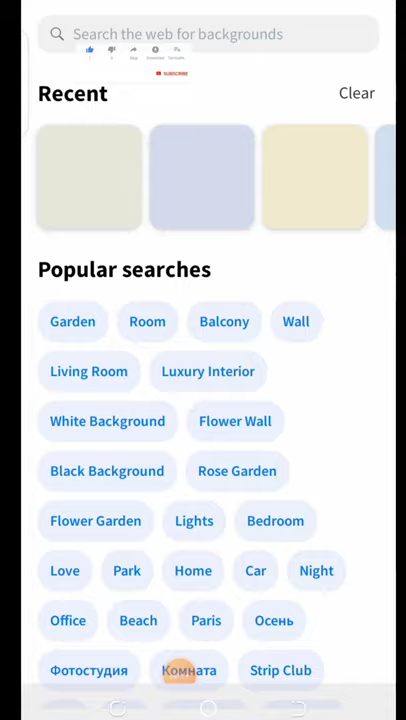 Search the web for backgrounds
SUBSCRIBE
Recent Clear
Popular searches
Garden Room Balcony Wall
Living Room Luxury Interior
White Background Flower Wall
Black Background Rose Garden
Flower Garden Lights Bedroom
Love Park Home Car Night
Office Beach Paris Осень
Фотостудия Комната Strip Club